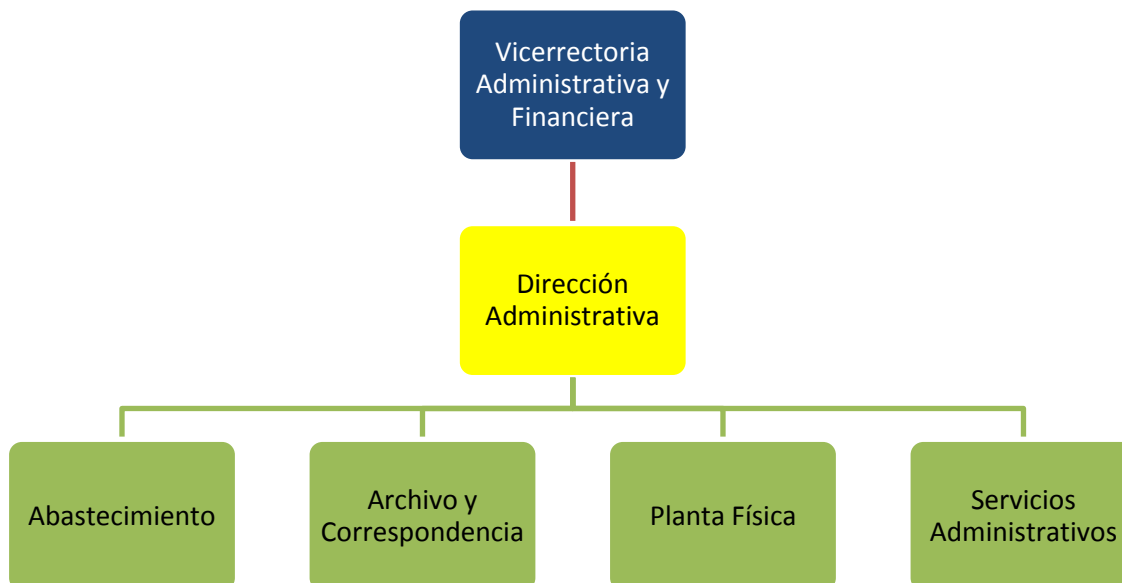 Vicerrectoria
Administrativa y
Financiera
Dirección
Administrativa
Abastecimiento
Archivo y
Correspondencia
Planta Física
Servicios
Administrativos